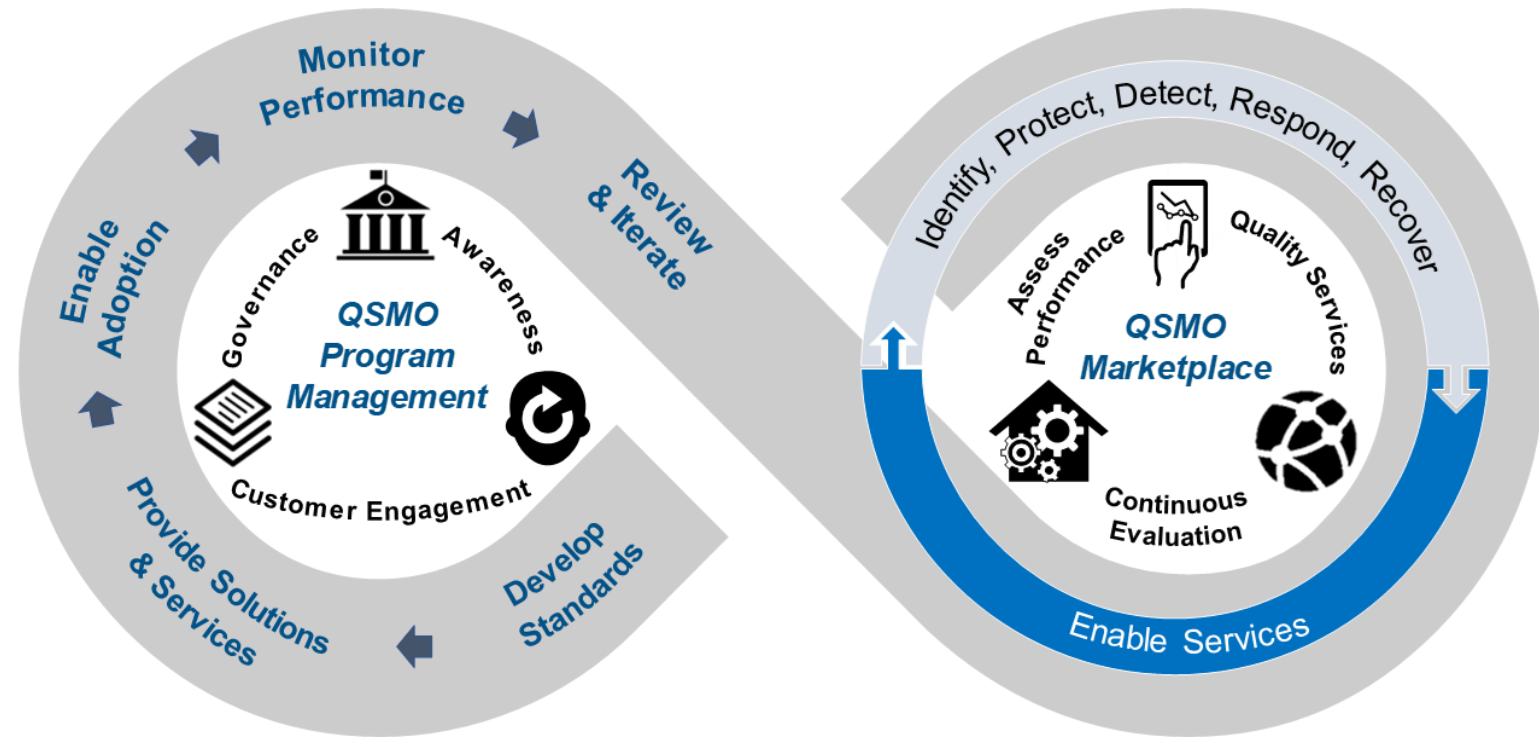 Monitor
Performance
Review
& Iterate
Enable
Adoption
Governance
Awareness
QSMO
Program
Management
Customer Engagement
Provide Solutions
& Services
Develop
Standards
Identify, Protect, Detect, Respond, Recover
Assess
Performance
Quality Services
QSMO
Marketplace
Continuous
Evaluation
Enable Services